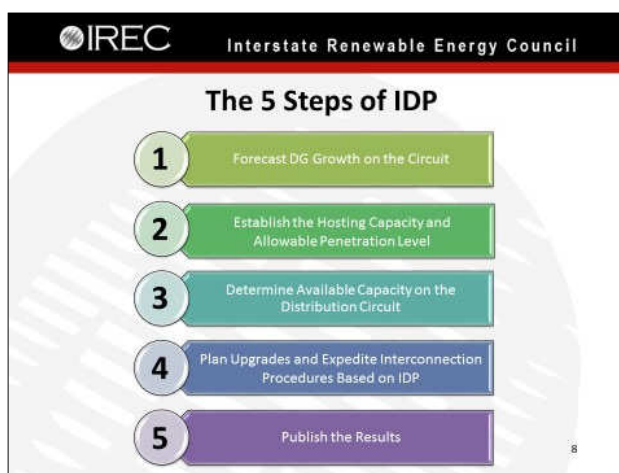 IREC
Interstate Renewable Energy Council
The 5 Steps of IDP
1
Forecast DG Growth on the Circuit
2
Establish the Hosting Capacity and
Allowable Penetration Level
3
Determine Available Capacity on the
Distribution Circuit
4
Plan Upgrades and Expedite Interconnection
Procedures Based on IDP
5
Publish the Results
8